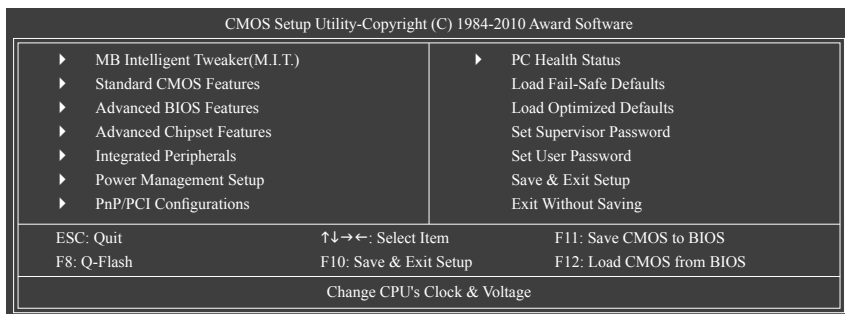 CMOS Setup Utility-Copyright (C) 1984-2010 Award Software
MB Intelligent Tweaker(M.I.T.)
Standard CMOS Features
Advanced BIOS Features
Advanced Chipset Features
Integrated Peripherals
Power Management Setup
PnP/PCI Configurations
PC Health Status
Load Fail-Safe Defaults
Load Optimized Defaults
Set Supervisor Password
Set User Password
Save & Exit Setup
Exit Without Saving
ESC: Quit ↑↓→←: Select Item F11: Save CMOS to BIOS
F8: Q-Flash F10: Save & Exit Setup F12: Load CMOS from BIOS
Change CPU's Clock & Voltage